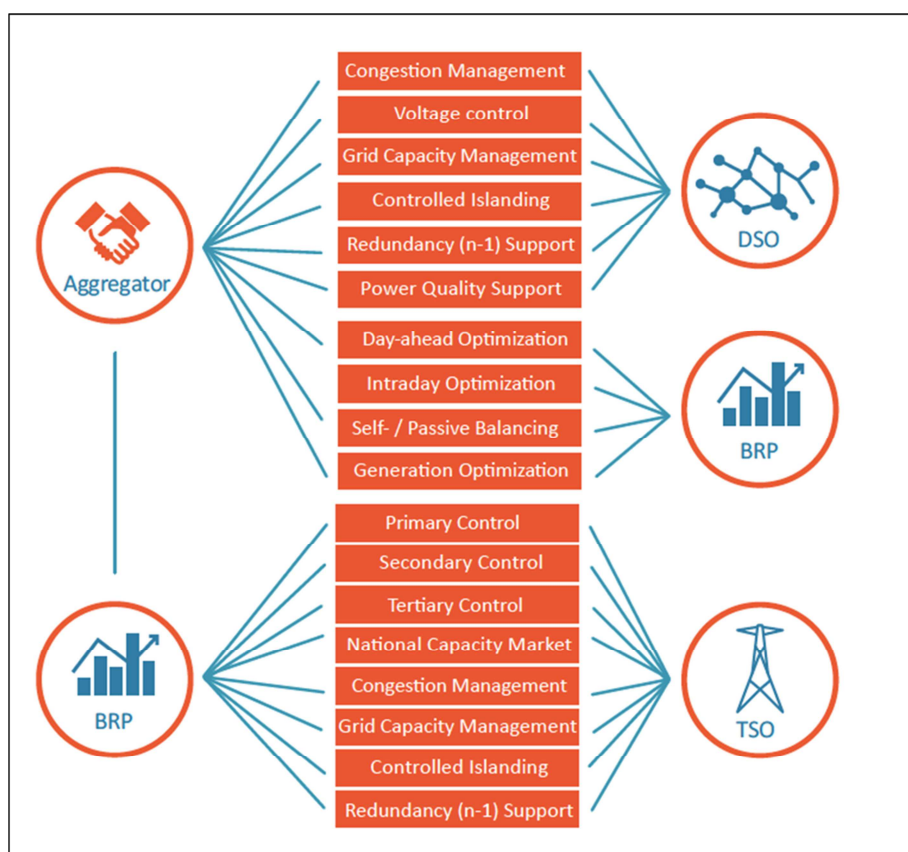 Congestion Management
Voltage control
Grid Capacity Management
Controlled Islanding
Redundancy (n-1) Support
Power Quality Support
Day-ahead Optimization
Intraday Optimization
Self- / Passive Balancing
Generation Optimization
Primary Control
Secondary Control
Tertiary Control
National Capacity Market
Congestion Management
Grid Capacity Management
Controlled Islanding
Redundancy (n-1) Support
Aggregator
BRP
DSO
BRP
TSO